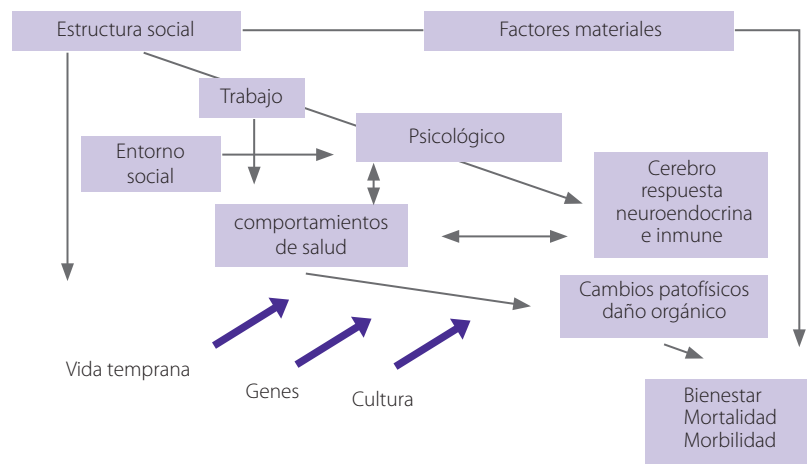 Estructura social
Factores materiales
Trabajo
Psicológico
Entorno
social
Cerebro
respuesta
neuroendocrina
e inmune
comportamientos
de salud
Cambios patofísicos
daño orgánico
Vida temprana
Genes
Cultura
Bienestar
Mortalidad
Morbilidad